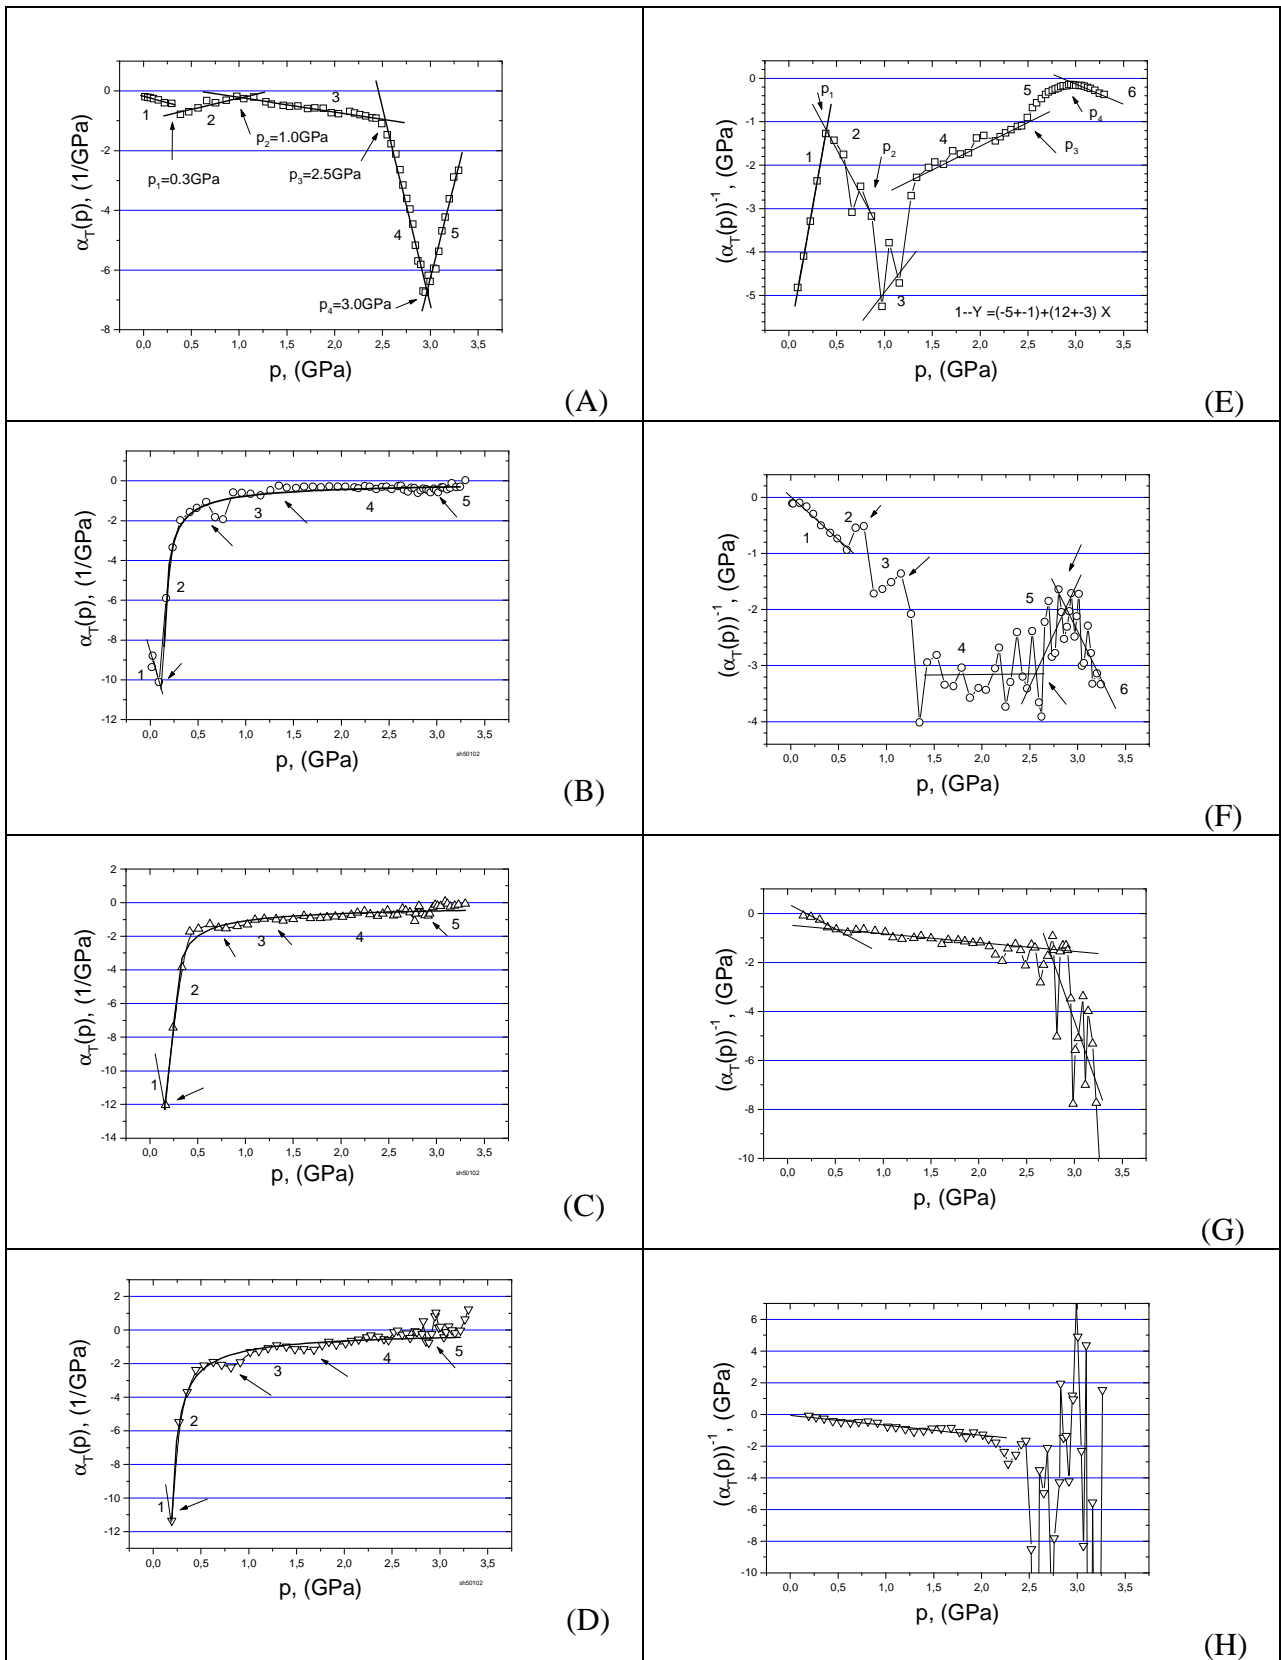 0
-2
-4
-6
-8
α_T(p), (1/GPa)
1
2
3
4
5
p₁=0.3GPa
p₂=1.0GPa
p₃=2.5GPa
p₄=3.0GPa
0,0 0,5 1,0 1,5 2,0 2,5 3,0 3,5
p, (GPa)
(A)
0
-1
-2
-3
-4
-5
(α_T(p))⁻¹, (GPa)
p₁
p₂
p₃
p₄
1
2
3
4
5
6
1--Y =(-5+-1)+(12+-3) X
0,0 0,5 1,0 1,5 2,0 2,5 3,0 3,5
p, (GPa)
(E)
0
-2
-4
-6
-8
-10
-12
α_T(p), (1/GPa)
1
2
3
4
5
0,0 0,5 1,0 1,5 2,0 2,5 3,0 3,5
p, (GPa)
sh50102
(B)
0
-1
-2
-3
-4
(α_T(p))⁻¹, (GPa)
1
2
3
4
5
6
0,0 0,5 1,0 1,5 2,0 2,5 3,0 3,5
p, (GPa)
(F)
2
0
-2
-4
-6
-8
-10
-12
-14
α_T(p), (1/GPa)
1
2
3
4
5
0,0 0,5 1,0 1,5 2,0 2,5 3,0 3,5
p, (GPa)
sh50102
(C)
0
-2
-4
-6
-8
-10
(α_T(p))⁻¹, (GPa)
0,0 0,5 1,0 1,5 2,0 2,5 3,0 3,5
p, (GPa)
(G)
2
0
-2
-4
-6
-8
-10
-12
α_T(p), (1/GPa)
1
2
3
4
5
0,0 0,5 1,0 1,5 2,0 2,5 3,0 3,5
p, (GPa)
sh50102
(D)
6
4
2
0
-2
-4
-6
-8
-10
(α_T(p))⁻¹, (GPa)
0,0 0,5 1,0 1,5 2,0 2,5 3,0 3,5
p, (GPa)
(H)